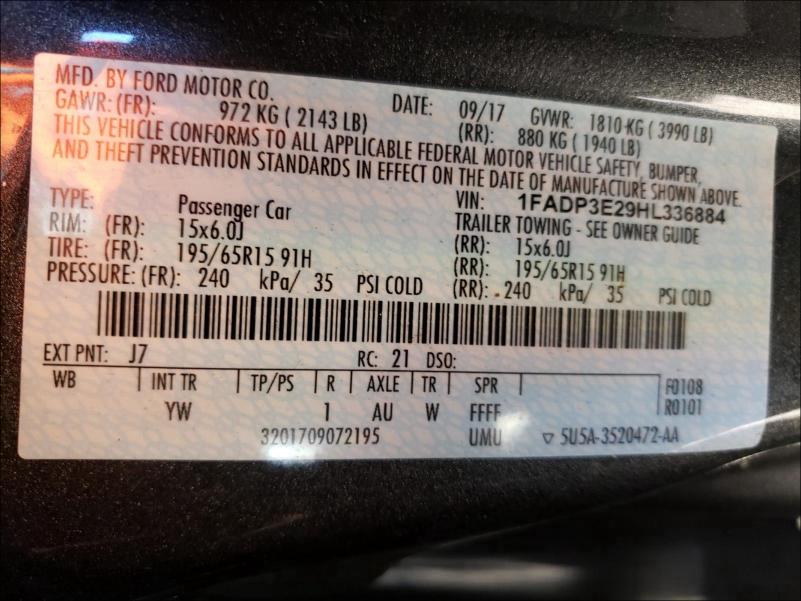 MFD. BY FORD MOTOR CO. DATE: 09/17 GVWR: 1810 KG ( 3990 LB)
GAWR: (FR): 972 KG ( 2143 LB) (RR): 880 KG ( 1940 LB)
THIS VEHICLE CONFORMS TO ALL APPLICABLE FEDERAL MOTOR VEHICLE SAFETY, BUMPER,
AND THEFT PREVENTION STANDARDS IN EFFECT ON THE DATE OF MANUFACTURE SHOWN ABOVE.
VIN: 1FADP3E29HL336884
TYPE: Passenger Car TRAILER TOWING - SEE OWNER GUIDE
RIM: (FR): 15x6.0J (RR): 15x6.0J
TIRE: (FR): 195/65R15 91H (RR): 195/65R15 91H
PRESSURE: (FR): 240 kPa/ 35 PSI COLD (RR): 240 kPa/ 35 PSI COLD
EXT PNT: J7 RC: 21 DSO:
WB INT TR TP/PS R AXLE TR SPR F0108
YW 1 AU W FFFF R0101
3201709072195 UMU ▽ 5U5A-3520472-AA